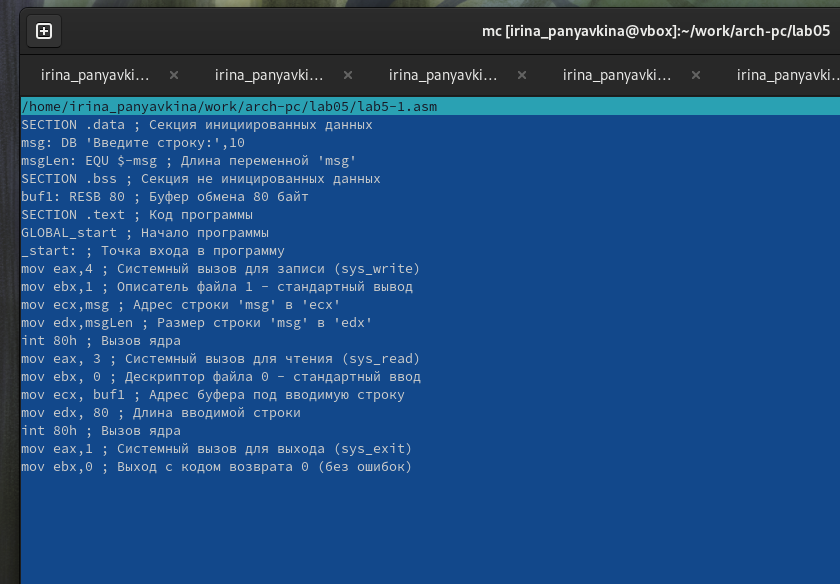 mc [irina_panyavkina@vbox]:~/work/arch-pc/lab05
irina_panyavki… × irina_panyavki… × irina_panyavki… × irina_panyavki… × irina_panyavki…
/home/irina_panyavkina/work/arch-pc/lab05/lab5-1.asm
SECTION .data ; Секция инициированных данных
msg: DB 'Введите строку:',10
msgLen: EQU $-msg ; Длина переменной 'msg'
SECTION .bss ; Секция не иницированных данных
buf1: RESB 80 ; Буфер обмена 80 байт
SECTION .text ; Код программы
GLOBAL_start ; Начало программы
_start: ; Точка входа в программу
mov eax,4 ; Системный вызов для записи (sys_write)
mov ebx,1 ; Описатель файла 1 - стандартный вывод
mov ecx,msg ; Адрес строки 'msg' в 'ecx'
mov edx,msgLen ; Размер строки 'msg' в 'edx'
int 80h ; Вызов ядра
mov eax, 3 ; Системный вызов для чтения (sys_read)
mov ebx, 0 ; Дескриптор файла 0 - стандартный ввод
mov ecx, buf1 ; Адрес буфера под вводимую строку
mov edx, 80 ; Длина вводимой строки
int 80h ; Вызов ядра
mov eax,1 ; Системный вызов для выхода (sys_exit)
mov ebx,0 ; Выход с кодом возврата 0 (без ошибок)